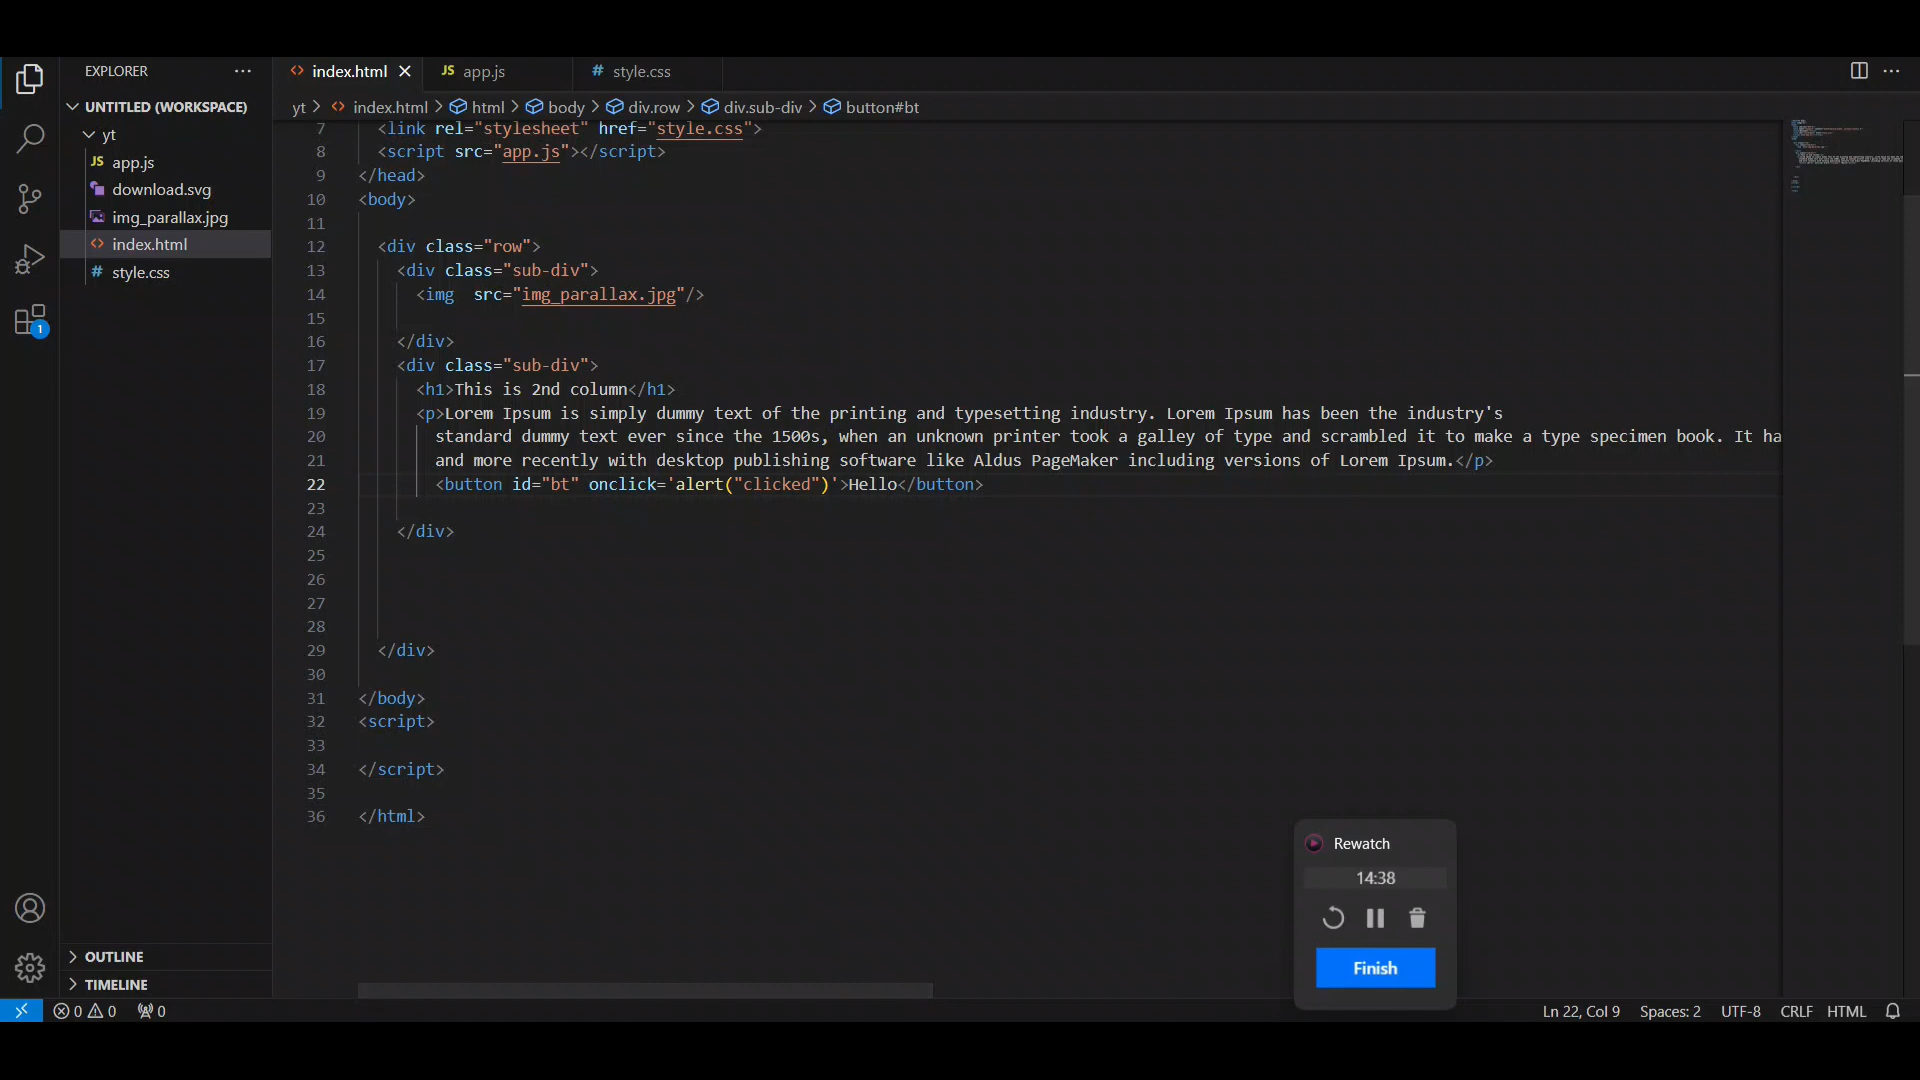 EXPLORER
UNTITLED (WORKSPACE)
yt
JS app.js
download.svg
img_parallax.jpg
<> index.html
# style.css
1
OUTLINE
TIMELINE
<> index.html
JS app.js
# style.css
yt > <> index.html > html > body > div.row > div.sub-div > button#bt
7 <link rel="stylesheet" href="style.css">
8 <script src="app.js"></script>
9 </head>
10 <body>
11
12 <div class="row">
13 <div class="sub-div">
14 <img  src="img_parallax.jpg"/>
15
16 </div>
17 <div class="sub-div">
18 <h1>This is 2nd column</h1>
19 <p>Lorem Ipsum is simply dummy text of the printing and typesetting industry. Lorem Ipsum has been the industry's
20 standard dummy text ever since the 1500s, when an unknown printer took a galley of type and scrambled it to make a type specimen book. It ha
21 and more recently with desktop publishing software like Aldus PageMaker including versions of Lorem Ipsum.</p>
22 <button id="bt" onclick='alert("clicked")'>Hello</button>
23
24 </div>
25
26
27
28
29 </div>
30
31 </body>
32 <script>
33
34 </script>
35
36 </html>
Rewatch
14:38
Finish
0 0 0
Ln 22, Col 9 Spaces: 2 UTF-8 CRLF HTML